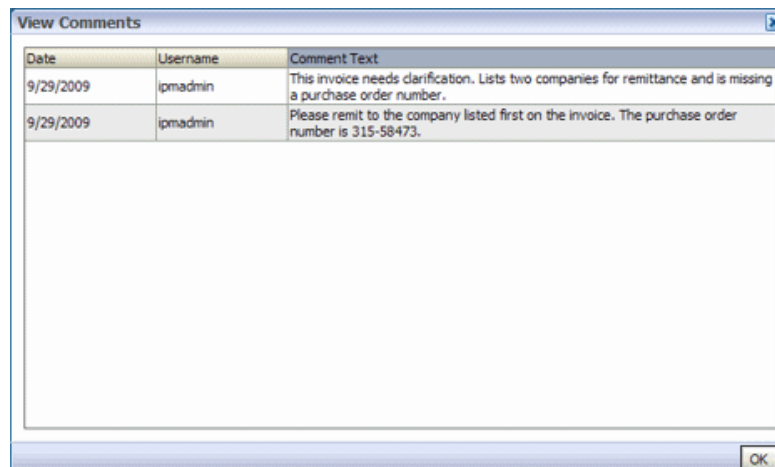 View Comments
Date Username Comment Text
9/29/2009 ipmadmin This invoice needs clarification. Lists two companies for remittance and is missing
a purchase order number.
9/29/2009 ipmadmin Please remit to the company listed first on the invoice. The purchase order
number is 315-58473.
OK